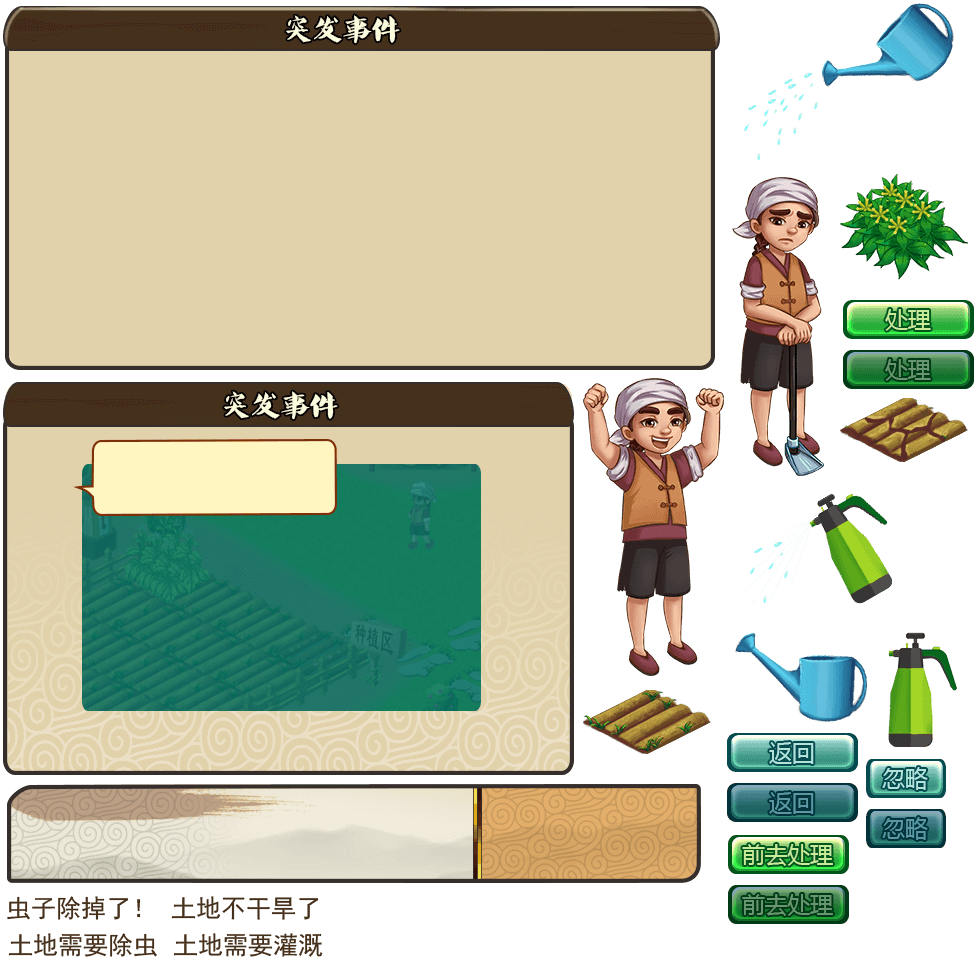 突发事件
处理
处理
突发事件
种植区
返回
忽略
返回
忽略
前去处理
前去处理
虫子除掉了！ 土地不干旱了
土地需要除虫 土地需要灌溉